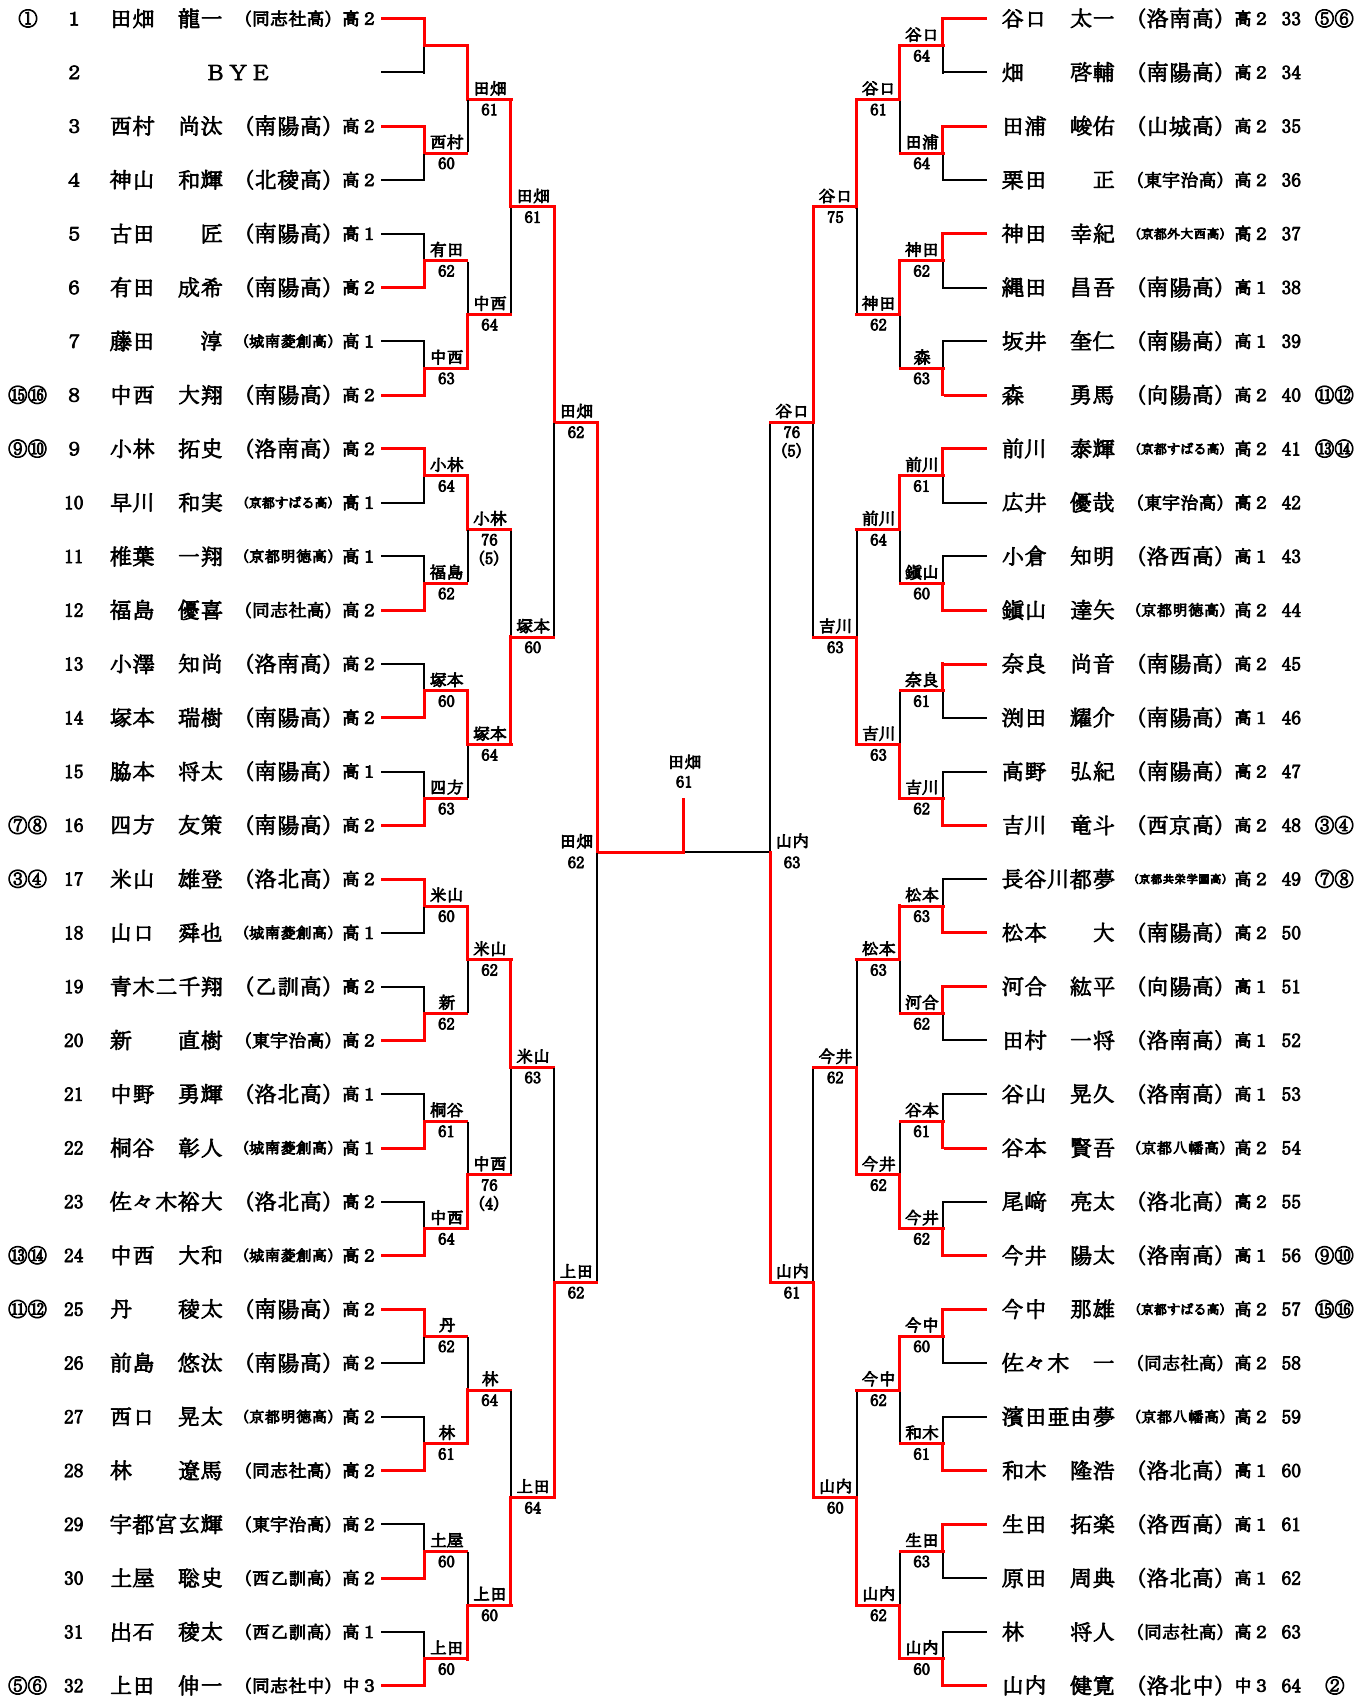 ① 1 田畑 龍一 (同志社高) 高2
2 BYE
3 西村 尚汰 (南陽高) 高2
4 神山 和輝 (北稜高) 高2
5 古田 匠 (南陽高) 高1
6 有田 成希 (南陽高) 高2
7 藤田 淳 (城南菱創高) 高1
⑮⑯ 8 中西 大翔 (南陽高) 高2
⑨⑩ 9 小林 拓史 (洛南高) 高2
10 早川 和実 (京都すばる高) 高1
11 椎葉 一翔 (京都明徳高) 高1
12 福島 優喜 (同志社高) 高2
13 小澤 知尚 (洛南高) 高2
14 塚本 瑞樹 (南陽高) 高2
15 脇本 将太 (南陽高) 高1
⑦⑧ 16 四方 友策 (南陽高) 高2
③④ 17 米山 雄登 (洛北高) 高2
18 山口 舜也 (城南菱創高) 高1
19 青木二千翔 (乙訓高) 高2
20 新 直樹 (東宇治高) 高2
21 中野 勇輝 (洛北高) 高1
22 桐谷 彰人 (城南菱創高) 高1
23 佐々木裕大 (洛北高) 高2
⑬⑭ 24 中西 大和 (城南菱創高) 高2
⑪⑫ 25 丹 稜太 (南陽高) 高2
26 前島 悠汰 (南陽高) 高2
27 西口 晃太 (京都明徳高) 高2
28 林 遼馬 (同志社高) 高2
29 宇都宮玄輝 (東宇治高) 高2
30 土屋 聡史 (西乙訓高) 高2
31 出石 稜太 (西乙訓高) 高1
⑤⑥ 32 上田 伸一 (同志社中) 中3
西村
60
有田
62
中西
63
小林
64
福島
62
塚本
60
四方
63
米山
60
新
62
桐谷
61
中西
64
丹
62
林
61
土屋
60
上田
60
田畑
61
中西
64
小林
76
(5)
塚本
64
米山
62
中西
76
(4)
林
64
上田
60
田畑
61
塚本
60
米山
63
上田
64
田畑
62
上田
62
田畑
62
田畑
61
山内
63
谷口
76
(5)
山内
61
谷口
75
吉川
63
今井
62
山内
60
谷口
61
神田
62
前川
64
吉川
63
松本
63
今井
62
今中
62
山内
62
谷口
64
田浦
64
神田
62
森
63
前川
61
鎭山
60
奈良
61
吉川
62
松本
63
河合
62
谷本
61
今井
62
今中
60
和木
61
生田
63
山内
60
谷口 太一 (洛南高) 高2 33 ⑤⑥
畑 啓輔 (南陽高) 高2 34
田浦 峻佑 (山城高) 高2 35
栗田 正 (東宇治高) 高2 36
神田 幸紀 (京都外大西高) 高2 37
縄田 昌吾 (南陽高) 高1 38
坂井 奎仁 (南陽高) 高1 39
森 勇馬 (向陽高) 高2 40 ⑪⑫
前川 泰輝 (京都すばる高) 高2 41 ⑬⑭
広井 優哉 (東宇治高) 高2 42
小倉 知明 (洛西高) 高1 43
鎭山 達矢 (京都明徳高) 高2 44
奈良 尚音 (南陽高) 高2 45
渕田 耀介 (南陽高) 高1 46
高野 弘紀 (南陽高) 高2 47
吉川 竜斗 (西京高) 高2 48 ③④
長谷川都夢 (京都共栄学園高) 高2 49 ⑦⑧
松本 大 (南陽高) 高2 50
河合 紘平 (向陽高) 高1 51
田村 一将 (洛南高) 高1 52
谷山 晃久 (洛南高) 高1 53
谷本 賢吾 (京都八幡高) 高2 54
尾﨑 亮太 (洛北高) 高2 55
今井 陽太 (洛南高) 高1 56 ⑨⑩
今中 那雄 (京都すばる高) 高2 57 ⑮⑯
佐々木 一 (同志社高) 高2 58
濱田亜由夢 (京都八幡高) 高2 59
和木 隆浩 (洛北高) 高1 60
生田 拓楽 (洛西高) 高1 61
原田 周典 (洛北高) 高1 62
林 将人 (同志社高) 高2 63
山内 健寛 (洛北中) 中3 64 ②